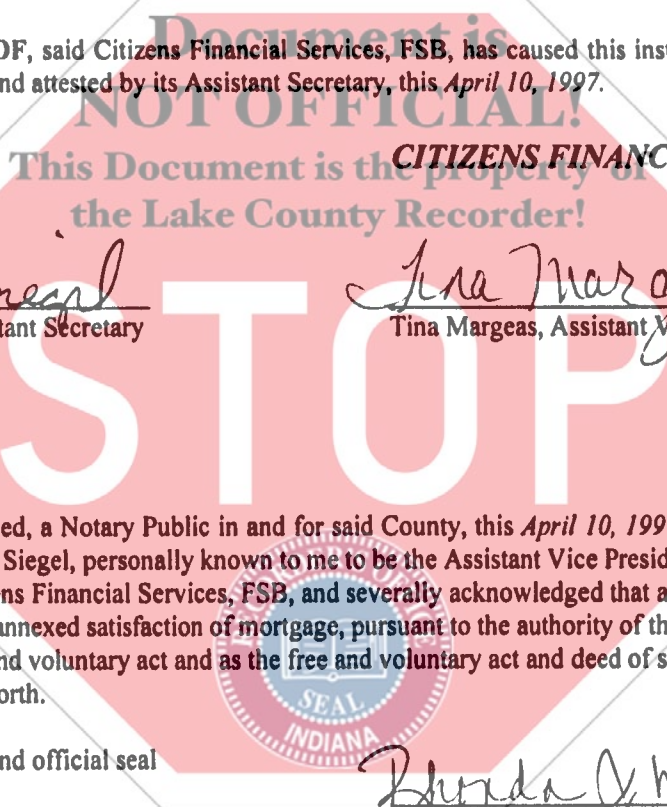 Document is
OF, said Citizens Financial Services, FSB, has caused this
nd attested by its Assistant Secretary, this April 10, 1997.
NOT OFFICIAL!
CITIZENS FINANC
This Document is the property of
the Lake County Recorder!
Tina
tant Secretary
Tina Margeas, Assistant V
STOP
ed, a Notary Public in and for said County, this April 10, 199
Siegel, personally known to me to be the Assistant Vice Presid
ns Financial Services, FSB, and severally acknowledged that a
annexed satisfaction of mortgage, pursuant to the authority of th
nd voluntary act and as the free and voluntary act and deed of s
orth.
RECORDER'S OFFICE
SEAL
INDIANA
nd official seal
Rhonda